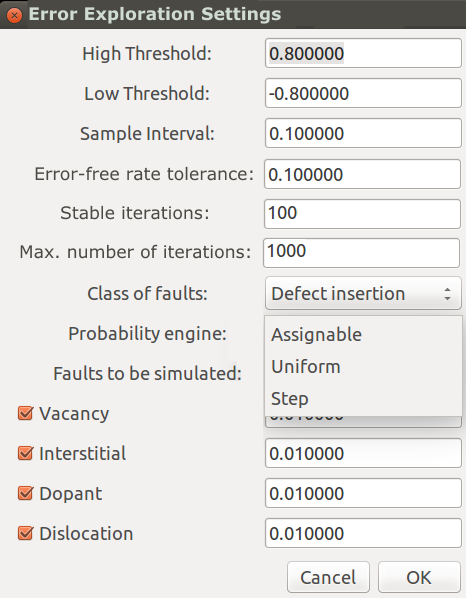 Error Exploration Settings
High Threshold: 0.800000
Low Threshold: -0.800000
Sample Interval: 0.100000
Error-free rate tolerance: 0.100000
Stable iterations: 100
Max. number of iterations: 1000
Class of faults: Defect insertion
Probability engine:
Assignable
Uniform
Step
Faults to be simulated:
Vacancy 0.010000
Interstitial 0.010000
Dopant 0.010000
Dislocation 0.010000
Cancel OK